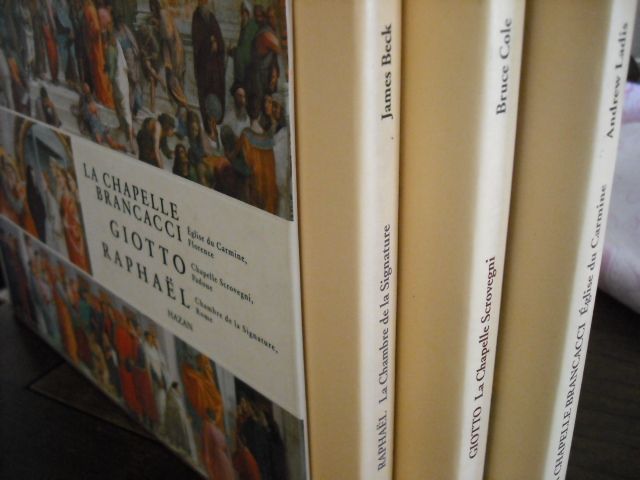 LA CHAPELLE
BRANCACCI Église du Carmine,
Florence
GIOTTO Chapelle Scrovegni,
Padoue
RAPHAËL Chambre de la Signature,
Rome
HAZAN
RAPHAËL La Chambre de la Signature James Beck
GIOTTO La Chapelle Scrovegni Bruce Cole
CHAPELLE BRANCACCI Église du Carmine Andrew Ladis